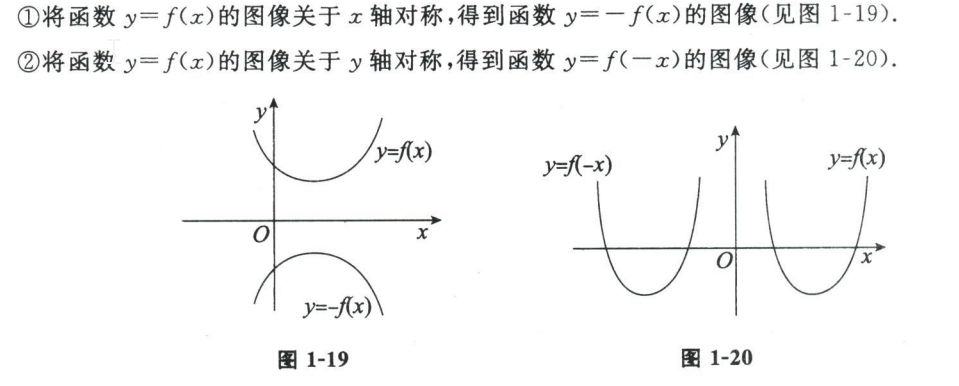 ①将函数 y=f(x)的图像关于 x 轴对称,得到函数 y=-f(x)的图像(见图 1-19).
②将函数 y=f(x)的图像关于 y 轴对称,得到函数 y=f(-x)的图像(见图 1-20).
y
y=f(x)
O
x
y=-f(x)
图 1-19
y=f(-x)
y
y=f(x)
O
x
图 1-20